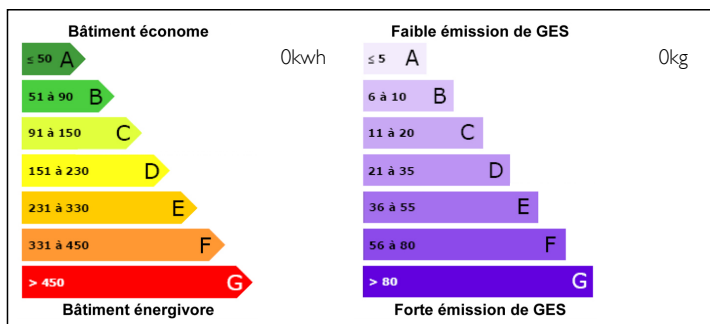 Bâtiment économe
≤ 50 A
0kwh
51 à 90 B
91 à 150 C
151 à 230 D
231 à 330 E
331 à 450 F
> 450 G
Bâtiment énergivore
Faible émission de GES
≤ 5 A
0kg
6 à 10 B
11 à 20 C
21 à 35 D
36 à 55 E
56 à 80 F
> 80 G
Forte émission de GES